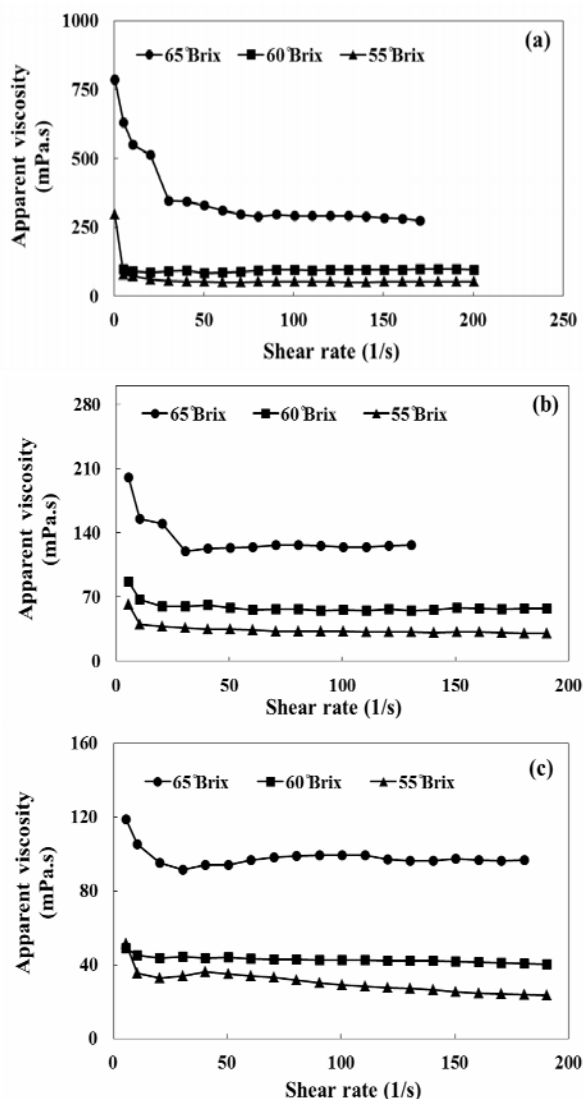 1000
(a)
65°Brix 60°Brix 55°Brix
750
Apparent viscosity
(mPa.s)
500
250
0
0 50 100 150 200 250
Shear rate (1/s)
280
(b)
65°Brix 60°Brix 55°Brix
210
Apparent viscosity
(mPa.s)
140
70
0
0 50 100 150 200
Shear rate (1/s)
160
(c)
65°Brix 60°Brix 55°Brix
120
Apparent viscosity
(mPa.s)
80
40
0
0 50 100 150 200
Shear rate (1/s)